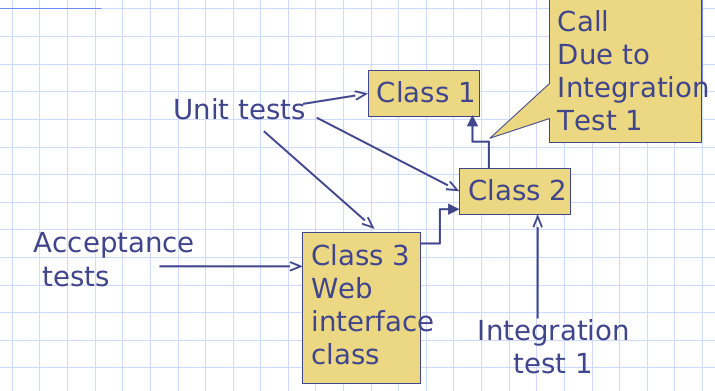 Call
Due to
Integration
Test 1
Class 1
Unit tests
Class 2
Acceptance
tests
Class 3
Web
interface
class
Integration
test 1